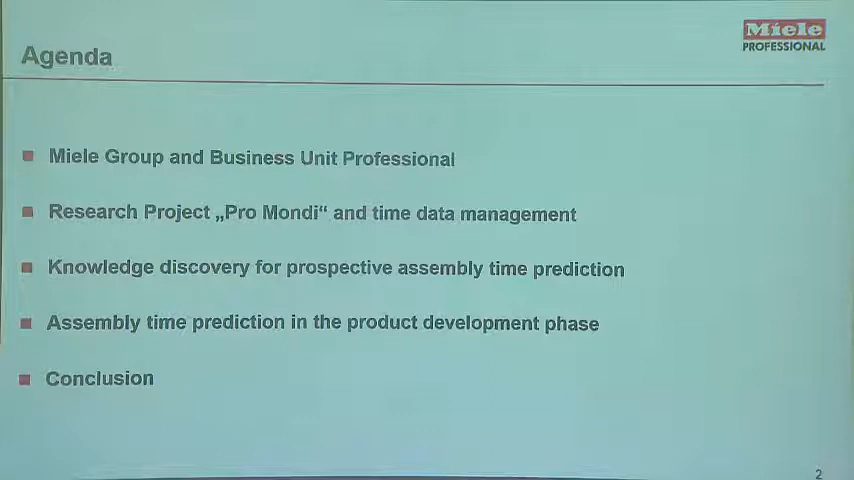 Miele
PROFESSIONAL
Agenda
Miele Group and Business Unit Professional
Research Project „Pro Mondi“ and time data management
Knowledge discovery for prospective assembly time prediction
Assembly time prediction in the product development phase
Conclusion
2